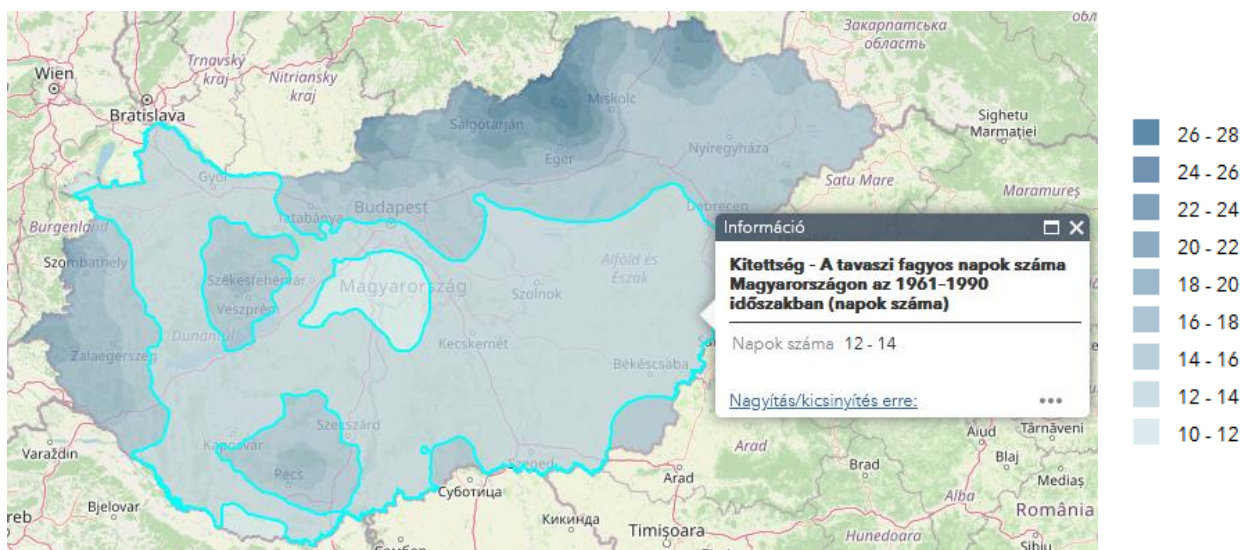 Закарпатська
область
Trnavský
kraj
Nitriansky
kraj
Wien
Bratislava
Miskolc
Salgótarján
Eger
Nyíregyháza
Sighetu
Marmației
Satu Mare
Maramureș
Győr
Tatabánya
Budapest
Debrecen
Burgenland
Szombathely
Székesfehérvár
Magyarország
Alföld és
Észak
Szolnok
Veszprém
Dunántúl
Zalaegerszeg
Kecskemét
Békéscsaba
Kaposvár
Szekszárd
Pécs
Szeged
Varaždin
Bjelovar
Суботица
Кикинда
Timișoara
Arad
Arad
Brad
Alba
Aiud
Târnăveni
Blaj
Mediaș
România
Hunedoara
Sibiu
Információ
Kitettség - A tavaszi fagyos napok száma
Magyarországon az 1961-1990
időszakban (napok száma)
Napok száma 12 - 14
Nagyítás/kicsinyítés erre:
26 - 28
24 - 26
22 - 24
20 - 22
18 - 20
16 - 18
14 - 16
12 - 14
10 - 12